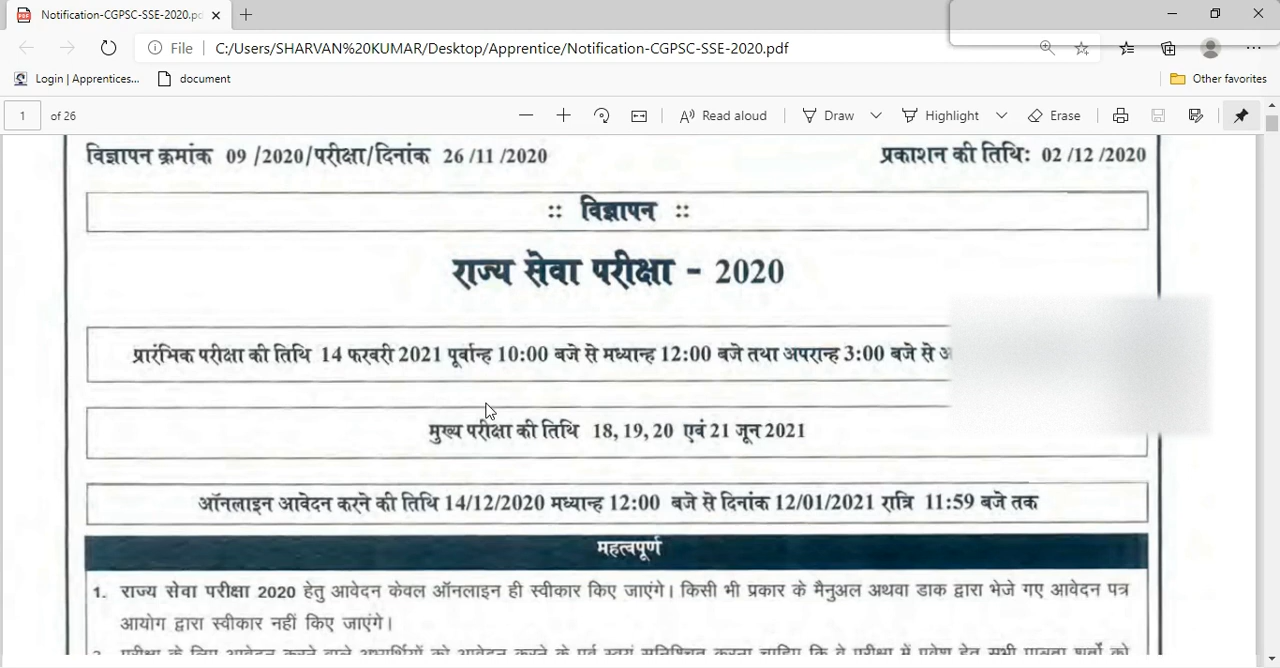 Notification-CGPSC-SSE-2020.pd
File C:/Users/SHARVAN%20KUMAR/Desktop/Apprentice/Notification-CGPSC-SSE-2020.pdf
Login | Apprentices... document Other favorites
1 of 26 Read aloud Draw Highlight Erase
विज्ञापन क्रमांक 09 /2020/परीक्षा/दिनांक 26 /11 /2020 प्रकाशन की तिथिः 02 /12 /2020
:: विज्ञापन ::
राज्य सेवा परीक्षा - 2020
प्रारंभिक परीक्षा की तिथि 14 फरवरी 2021 पूर्वान्ह 10:00 बजे से मध्यान्ह 12:00 बजे तथा अपरान्ह 3:00 बजे से
मुख्य परीक्षा की तिथि 18, 19, 20 एवं 21 जून 2021
ऑनलाइन आवेदन करने की तिथि 14/12/2020 मध्यान्ह 12:00 बजे से दिनांक 12/01/2021 रात्रि 11:59 बजे तक
महत्वपूर्ण
1. राज्य सेवा परीक्षा 2020 हेतु आवेदन केवल ऑनलाइन ही स्वीकार किए जाएंगे। किसी भी प्रकार के मैनुअल अथवा डाक द्वारा भेजे गए आवेदन पत्र
आयोग द्वारा स्वीकार नहीं किए जाएंगे।